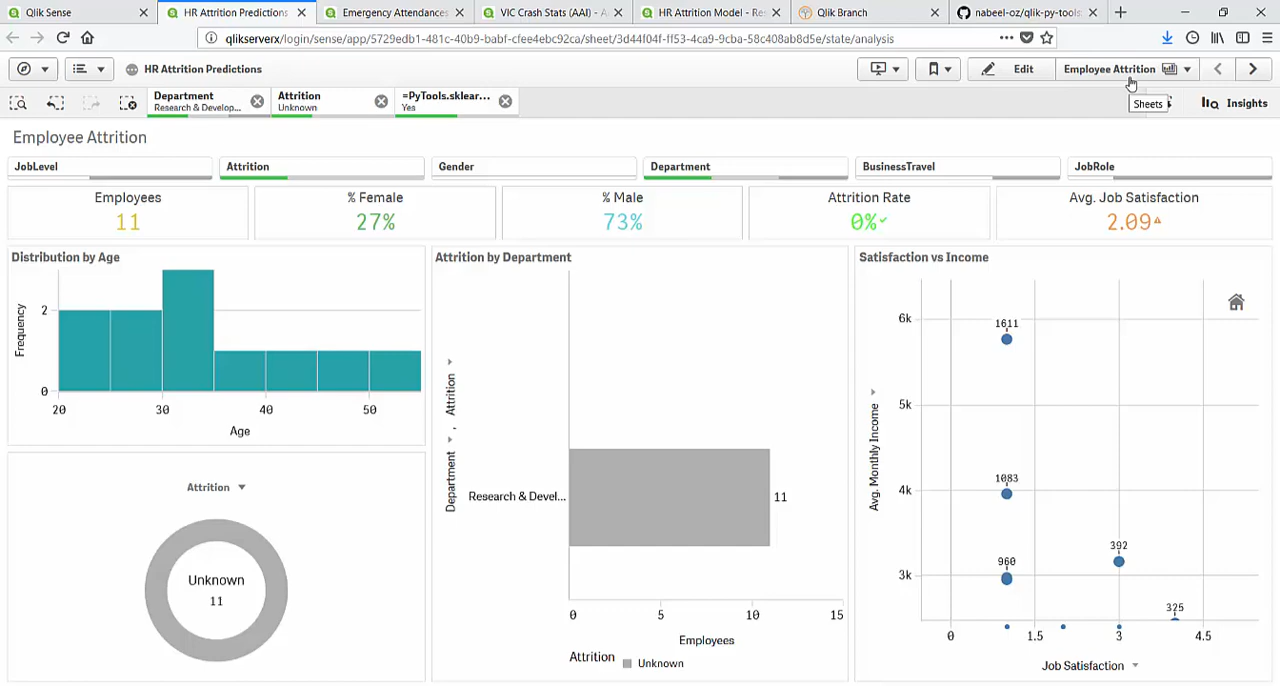 Qlik Sense
HR Attrition Predictions
Emergency Attendances
VIC Crash Stats (AAI) - A
HR Attrition Model - Re
Qlik Branch
nabeel-oz/qlik-py-tools
qlikserverx/login/sense/app/5729edb1-481c-40b9-babf-cfee4ebc92ca/sheet/3d44f04f-ff53-4ca9-9cba-58c408ab8d5e/state/analysis
HR Attrition Predictions
Edit
Employee Attrition
Department
Research & Develop...
Attrition
Unknown
=PyTools.sklear...
Yes
Sheets
Insights
Employee Attrition
JobLevel
Attrition
Gender
Department
BusinessTravel
JobRole
Employees
11
% Female
27%
% Male
73%
Attrition Rate
0%
Avg. Job Satisfaction
2.09
Distribution by Age
Frequency
2
0
20
30
40
50
Age
Attrition
Unknown
11
Attrition by Department
Department , Attrition
Research & Devel...
11
0
5
10
15
Employees
Attrition
Unknown
Satisfaction vs Income
Avg. Monthly Income
6k
5k
4k
3k
1611
1083
960
392
325
0
1.5
3
4.5
Job Satisfaction